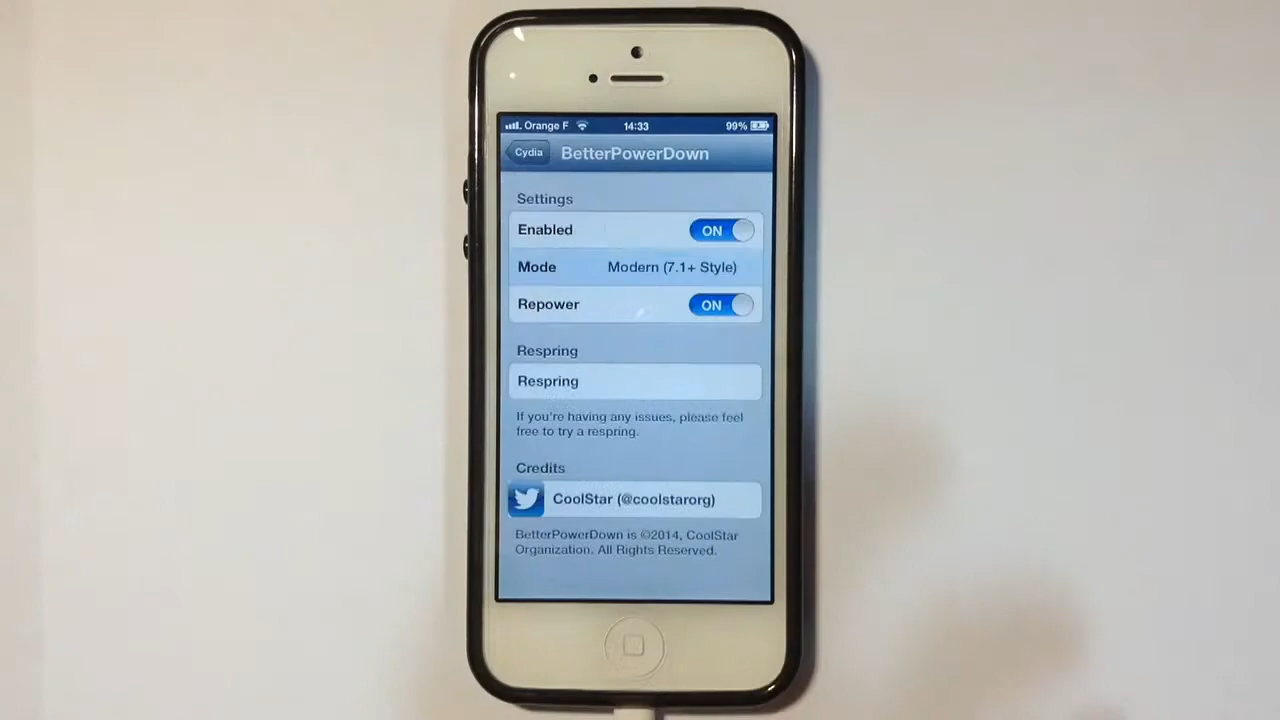 Orange F 14:33 99%
Cydia BetterPowerDown
Settings
Enabled ON
Mode Modern (7.1+ Style)
Repower ON
Respring
Respring
If you're having any issues, please feel
free to try a respring.
Credits
CoolStar (@coolstarorg)
BetterPowerDown is ©2014, CoolStar
Organization. All Rights Reserved.